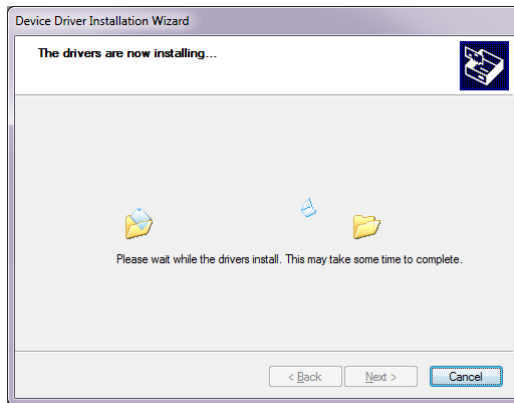 Device Driver Installation Wizard
The drivers are now installing...
Please wait while the drivers install. This may take some time to complete.
< Back Next > Cancel